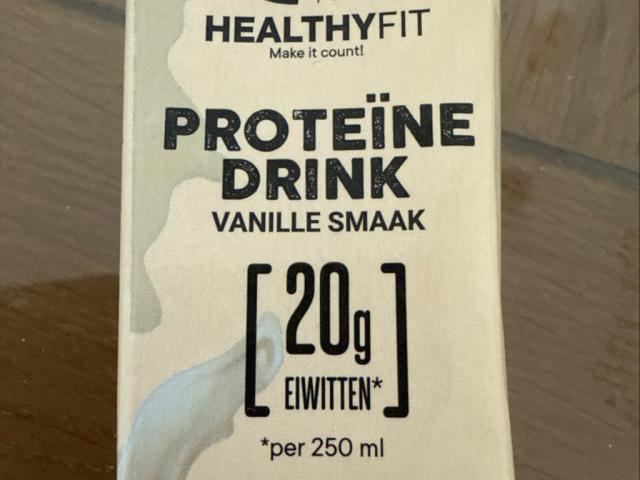 HEALTHYFIT
Make it count!
PROTEÏNE
DRINK
VANILLE SMAAK
20g
EIWITTEN*
*per 250 ml